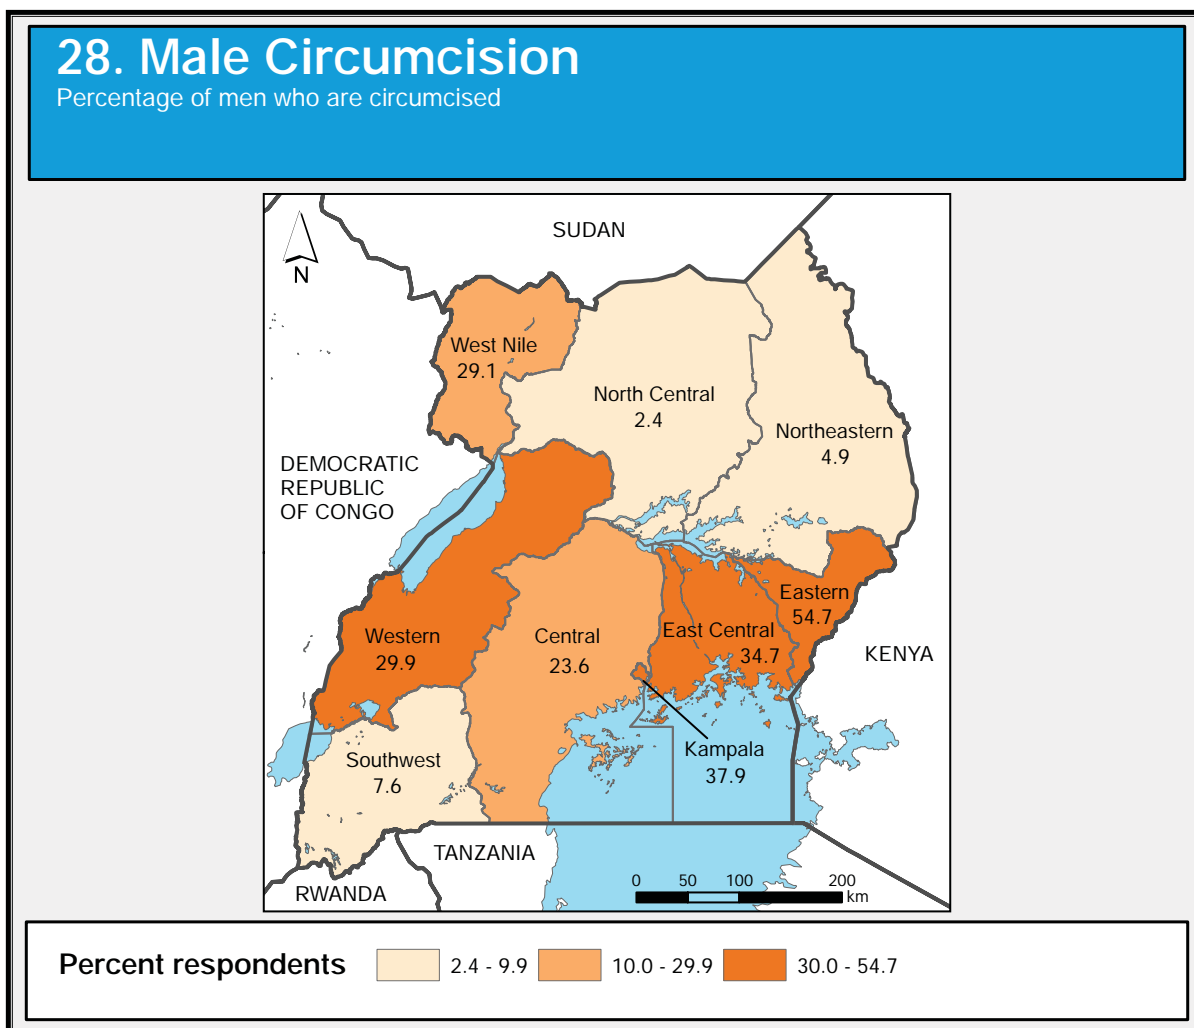 28. Male Circumcision
Percentage of men who are circumcised
SUDAN
N
West Nile
29.1
North Central
2.4
Northeastern
4.9
DEMOCRATIC
REPUBLIC
OF CONGO
Eastern
54.7
Western
29.9
Central
23.6
East Central
34.7
KENYA
Kampala
37.9
Southwest
7.6
TANZANIA
RWANDA
0 50 100 200
km
Percent respondents 2.4 - 9.9 10.0 - 29.9 30.0 - 54.7